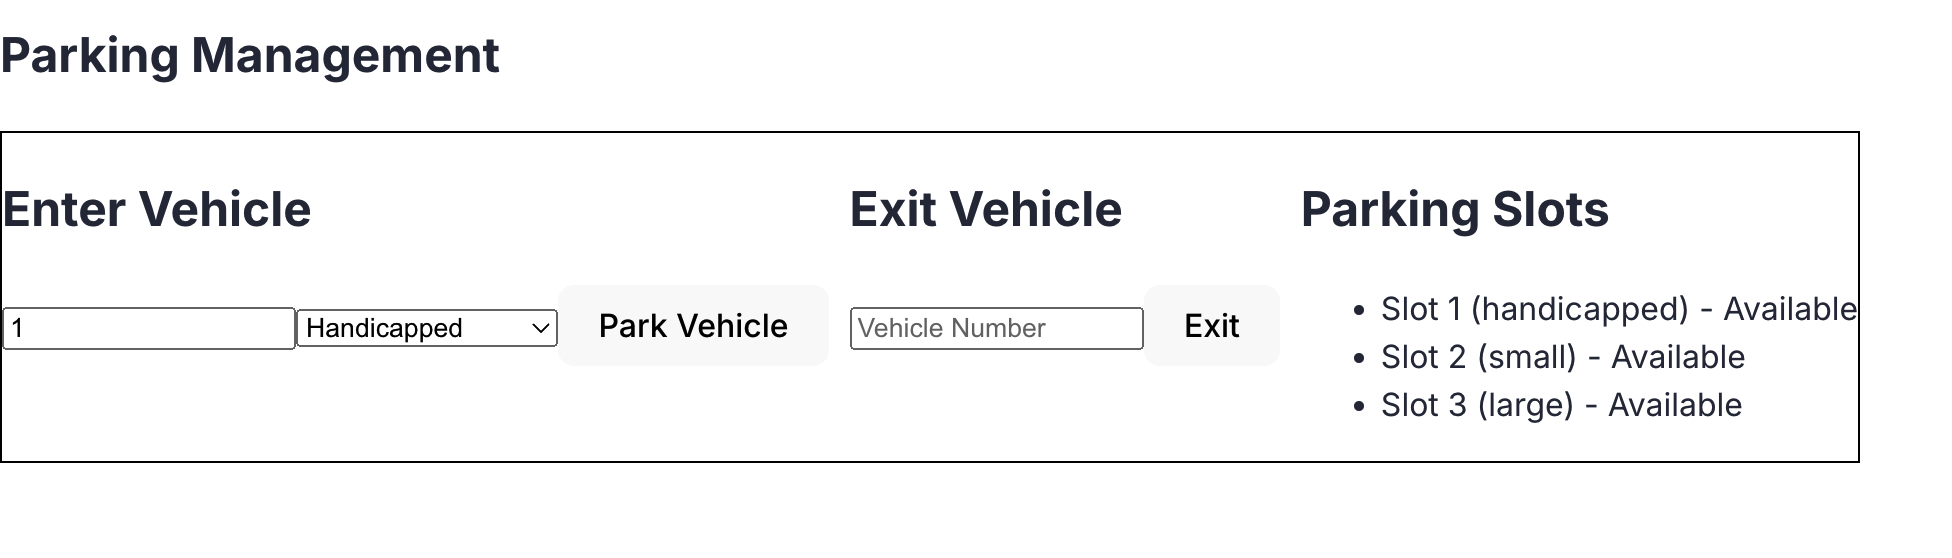 Parking Management
Enter Vehicle
1
Handicapped
Park Vehicle
Exit Vehicle
Vehicle Number
Exit
Parking Slots
Slot 1 (handicapped) - Available
Slot 2 (small) - Available
Slot 3 (large) - Available